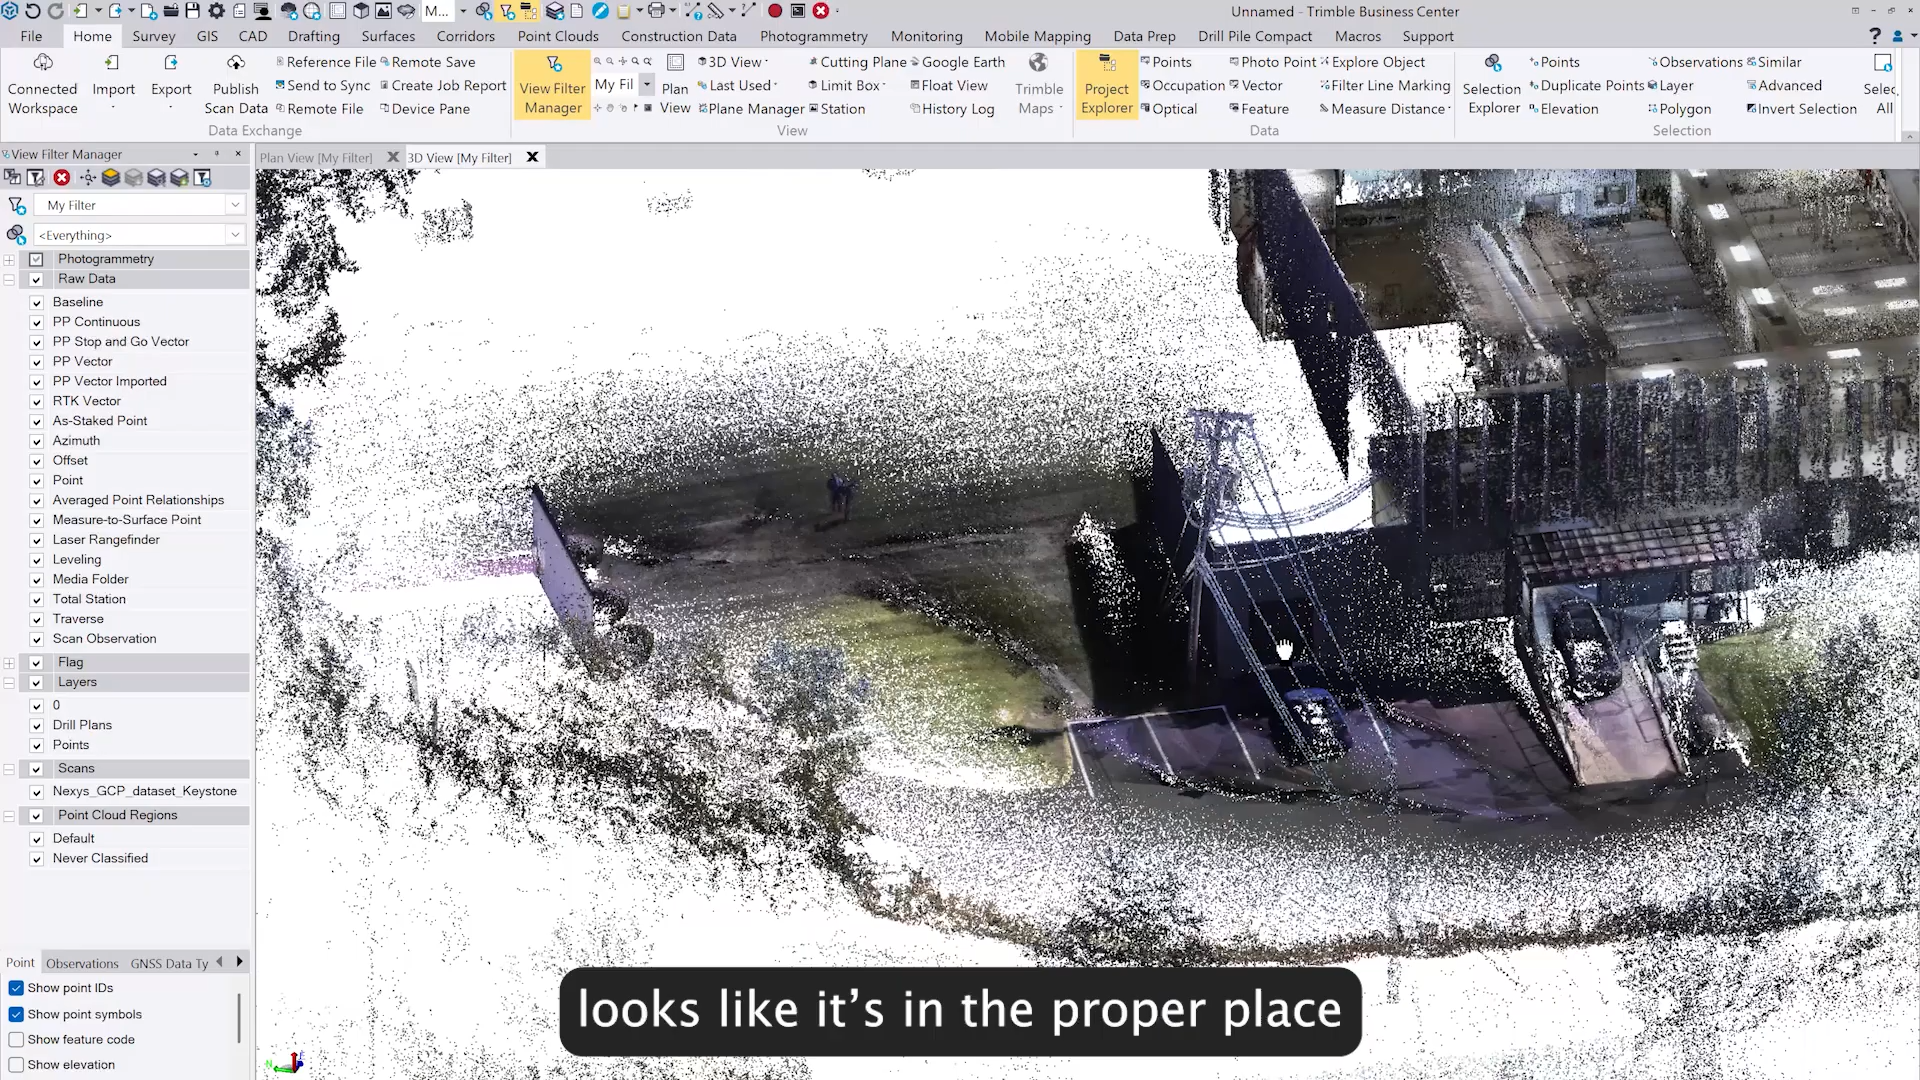 M...
Unnamed - Trimble Business Center
File Home Survey GIS CAD Drafting Surfaces Corridors Point Clouds Construction Data Photogrammetry Monitoring Mobile Mapping Data Prep Drill Pile Compact Macros Support
Connected Workspace
Import
Export
Publish Scan Data
Reference File
Send to Sync
Remote File
Remote Save
Create Job Report
Device Pane
Data Exchange
View Filter Manager
My Fil
Plan View
3D View
Last Used
Plane Manager
Cutting Plane
Limit Box
Station
Google Earth
Float View
History Log
View
Trimble Maps
Project Explorer
Points
Occupation
Optical
Photo Point
Vector
Feature
Explore Object
Filter Line Marking
Measure Distance
Data
Selection Explorer
Points
Duplicate Points
Elevation
Observations
Layer
Polygon
Similar
Advanced
Invert Selection
Selec
All
Selection
View Filter Manager
Plan View [My Filter]
3D View [My Filter]
My Filter
<Everything>
Photogrammetry
Raw Data
Baseline
PP Continuous
PP Stop and Go Vector
PP Vector
PP Vector Imported
RTK Vector
As-Staked Point
Azimuth
Offset
Point
Averaged Point Relationships
Measure-to-Surface Point
Laser Rangefinder
Leveling
Media Folder
Total Station
Traverse
Scan Observation
Flag
Layers
0
Drill Plans
Points
Scans
Nexys_GCP_dataset_Keystone
Point Cloud Regions
Default
Never Classified
Point Observations GNSS Data Ty
Show point IDs
Show point symbols
Show feature code
Show elevation
looks like it's in the proper place